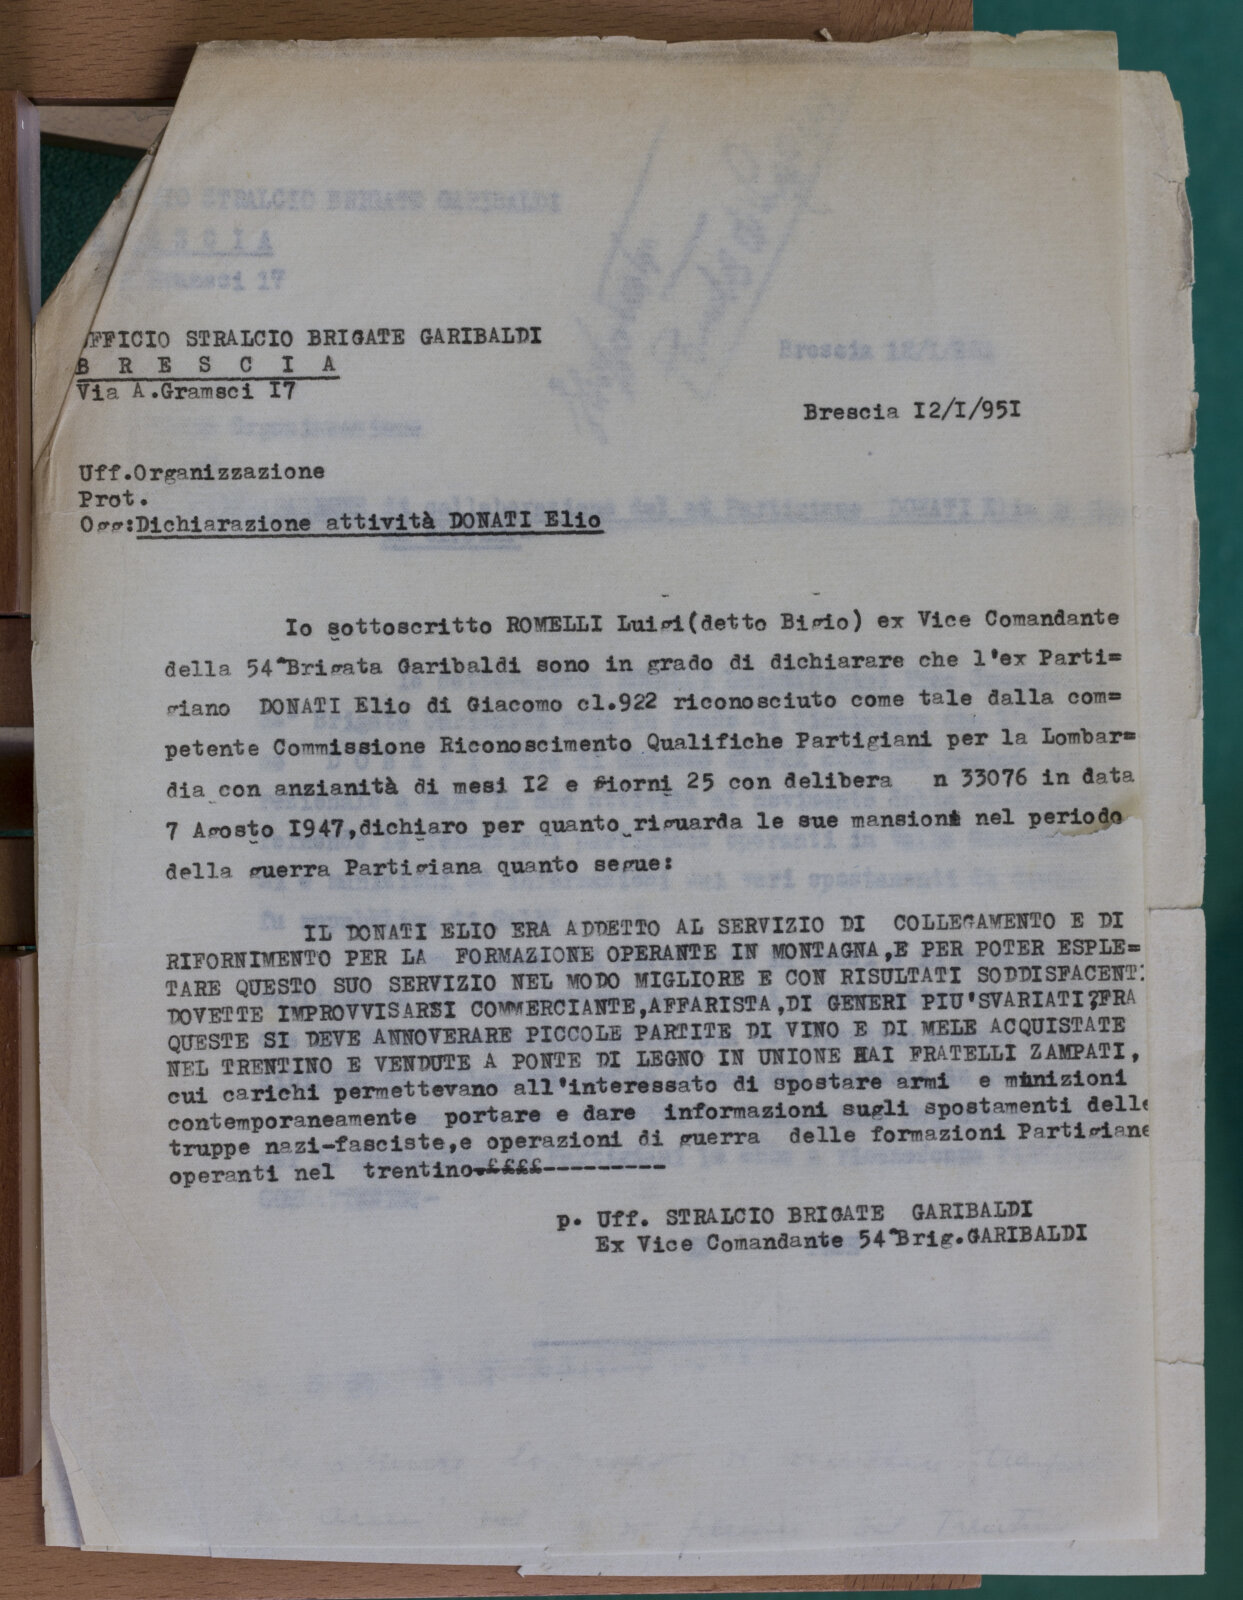 UFFICIO STRALCIO BRIGATE GARIBALDI
B R E S C I A
Via A.Gramsci I7
Brescia I2/I/95I
Uff.Organizzazione
Prot.
Ogg:Dichiarazione attività DONATI Elio
Io sottoscritto ROMELLI Luigi(detto Bigio) ex Vice Comandante
della 54^Brigata Garibaldi sono in grado di dichiarare che l'ex Parti=
giano DONATI Elio di Giacomo cl.922 riconosciuto come tale dalla com=
petente Commissione Riconoscimento Qualifiche Partigiani per la Lombar=
dia con anzianità di mesi I2 e giorni 25 con delibera n 33076 in data
7 Agosto I947,dichiaro per quanto riguarda le sue mansioni nel periodo
della guerra Partigiana quanto segue:
IL DONATI ELIO ERA ADDETTO AL SERVIZIO DI COLLEGAMENTO E DI
RIFORNIMENTO PER LA FORMAZIONE OPERANTE IN MONTAGNA,E PER POTER ESPLE=
TARE QUESTO SUO SERVIZIO NEL MODO MIGLIORE E CON RISULTATI SODDISFACENTI
DOVETTE IMPROVVISARSI COMMERCIANTE,AFFARISTA,DI GENERI PIU'SVARIATI?FRA
QUESTE SI DEVE ANNOVERARE PICCOLE PARTITE DI VINO E DI MELE ACQUISTATE
NEL TRENTINO E VENDUTE A PONTE DI LEGNO IN UNIONE HAI FRATELLI ZAMPATI,
cui carichi permettevano all'interessato di spostare armi e munizioni
contemporaneamente portare e dare informazioni sugli spostamenti delle
truppe nazi-fasciste,e operazioni di guerra delle formazioni Partigiane
operanti nel trentino.££££---------
p. Uff. STRALCIO BRIGATE GARIBALDI
Ex Vice Comandante 54^Brig.GARIBALDI